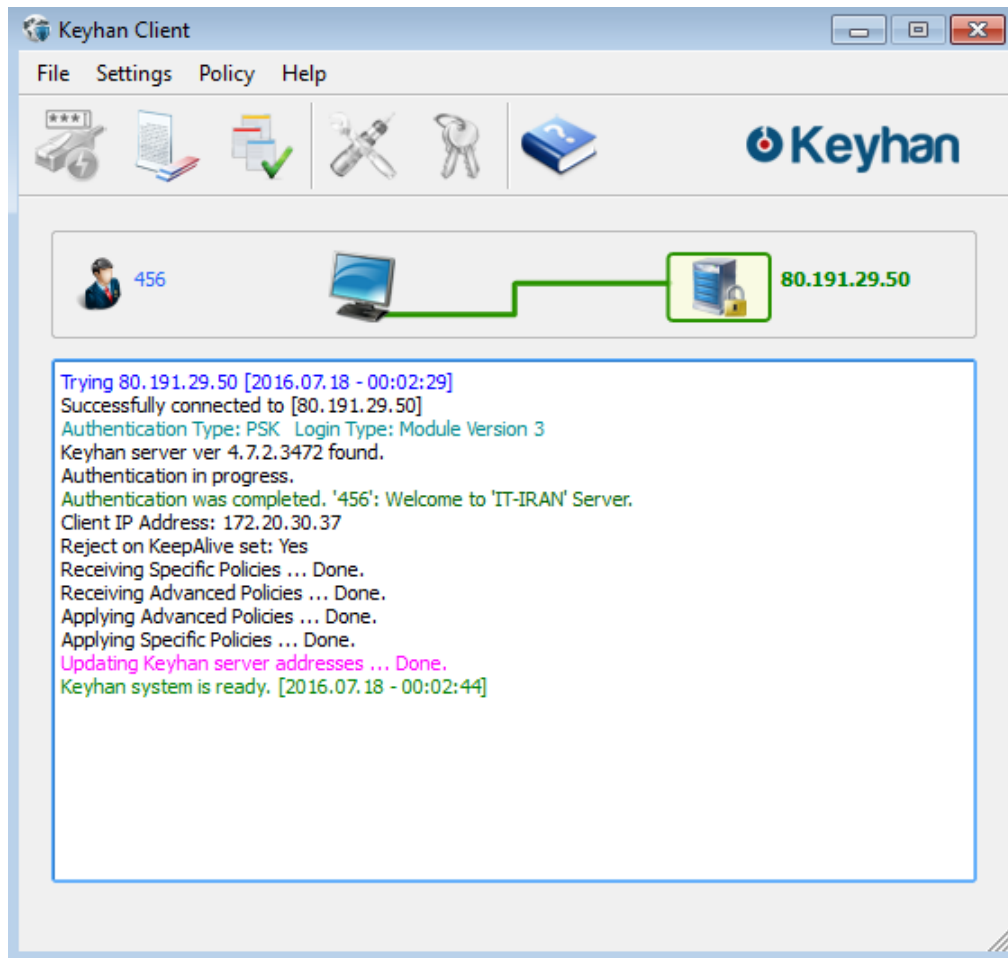 Keyhan Client
File Settings Policy Help
***
Keyhan
456
80.191.29.50
Trying 80.191.29.50 [2016.07.18 - 00:02:29]
Successfully connected to [80.191.29.50]
Authentication Type: PSK Login Type: Module Version 3
Keyhan server ver 4.7.2.3472 found.
Authentication in progress.
Authentication was completed. '456': Welcome to 'IT-IRAN' Server.
Client IP Address: 172.20.30.37
Reject on KeepAlive set: Yes
Receiving Specific Policies ... Done.
Receiving Advanced Policies ... Done.
Applying Advanced Policies ... Done.
Applying Specific Policies ... Done.
Updating Keyhan server addresses ... Done.
Keyhan system is ready. [2016.07.18 - 00:02:44]